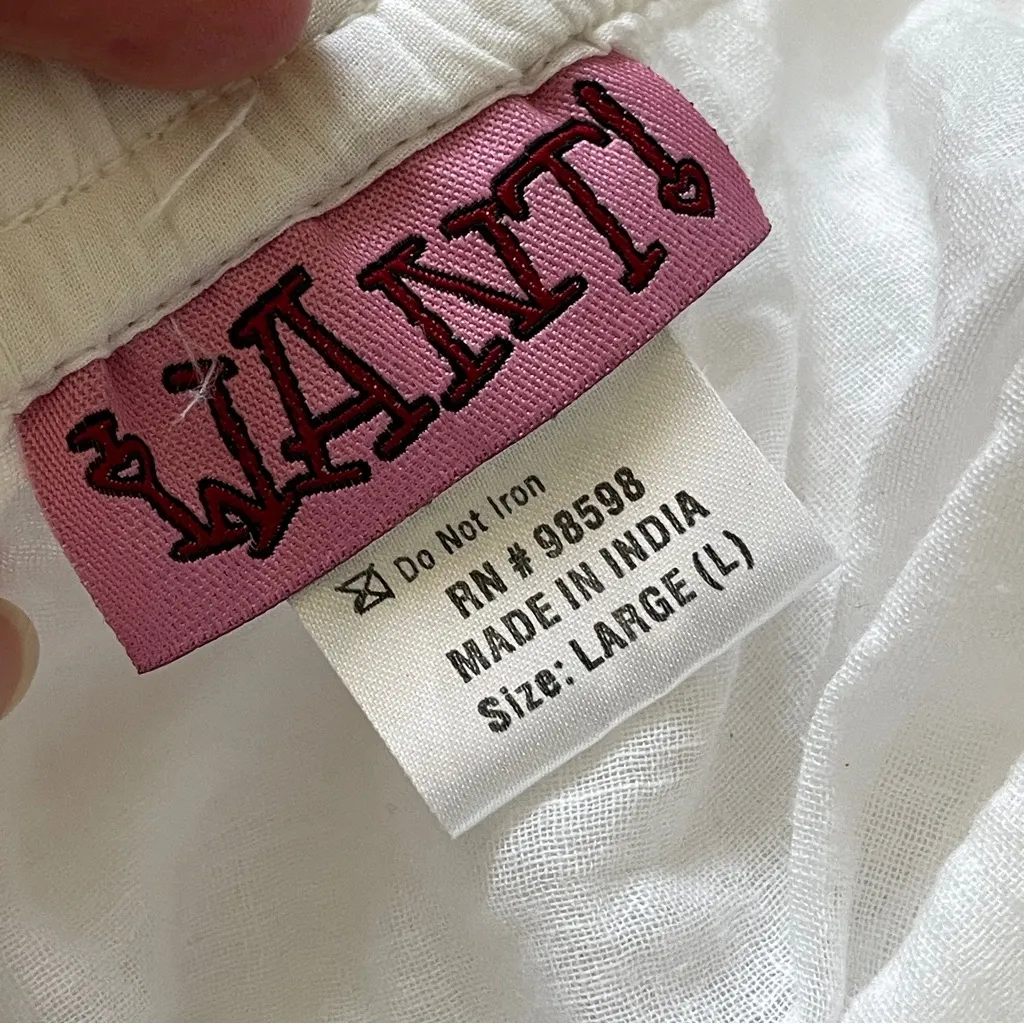 WANT!
Do Not Iron
RN # 98598
MADE IN INDIA
Size: LARGE (L)